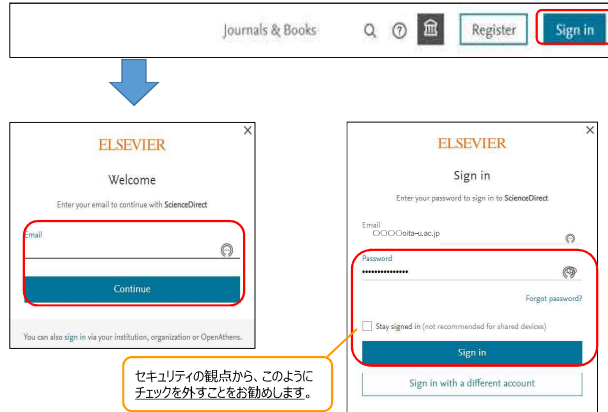 Journals & Books
Register
Sign in
ELSEVIER
Welcome
Enter your email to continue with ScienceDirect
Email
Continue
You can also sign in via your institution, organization or OpenAthens.
ELSEVIER
Sign in
Enter your password to sign in to ScienceDirect
Email
〇〇〇〇oita-u.ac.jp
Password
••••••••••••••
Forgot password?
Stay signed in (not recommended for shared devices)
Sign in
Sign in with a different account
セキュリティの観点から、このように
チェックを外すことをお勧めします。